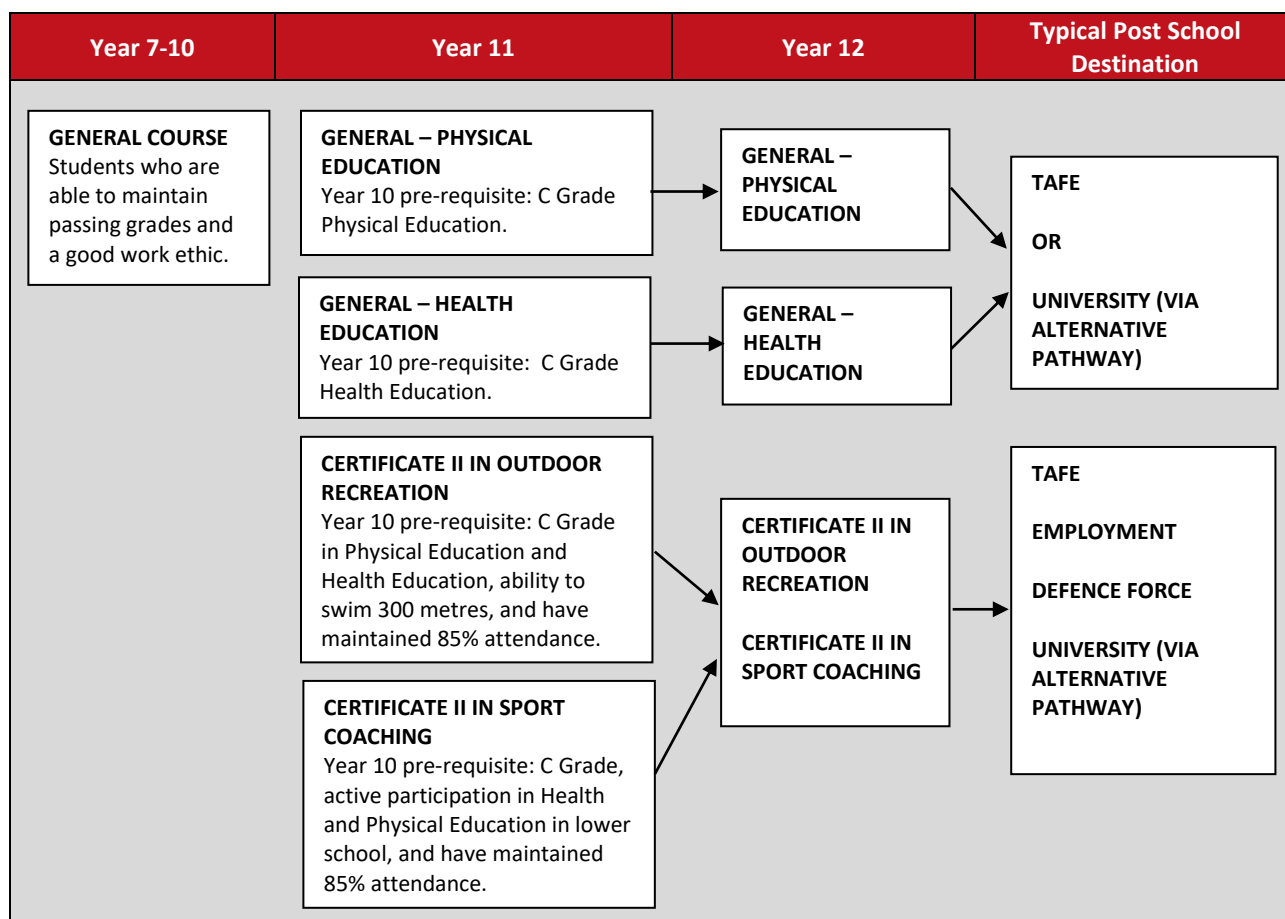 Year 7-10
Year 11
Year 12
Typical Post School
Destination
GENERAL COURSE
Students who are
able to maintain
passing grades and
a good work ethic.
GENERAL – PHYSICAL
EDUCATION
Year 10 pre-requisite: C Grade
Physical Education.
GENERAL –
PHYSICAL
EDUCATION
TAFE
OR
UNIVERSITY (VIA
ALTERNATIVE
PATHWAY)
GENERAL – HEALTH
EDUCATION
Year 10 pre-requisite:  C Grade
Health Education.
GENERAL –
HEALTH
EDUCATION
CERTIFICATE II IN OUTDOOR
RECREATION
Year 10 pre-requisite: C Grade
in Physical Education and
Health Education, ability to
swim 300 metres, and have
maintained 85% attendance.
CERTIFICATE II IN SPORT
COACHING
Year 10 pre-requisite: C Grade,
active participation in Health
and Physical Education in lower
school, and have maintained
85% attendance.
CERTIFICATE II IN
OUTDOOR
RECREATION
CERTIFICATE II IN
SPORT COACHING
TAFE
EMPLOYMENT
DEFENCE FORCE
UNIVERSITY (VIA
ALTERNATIVE
PATHWAY)